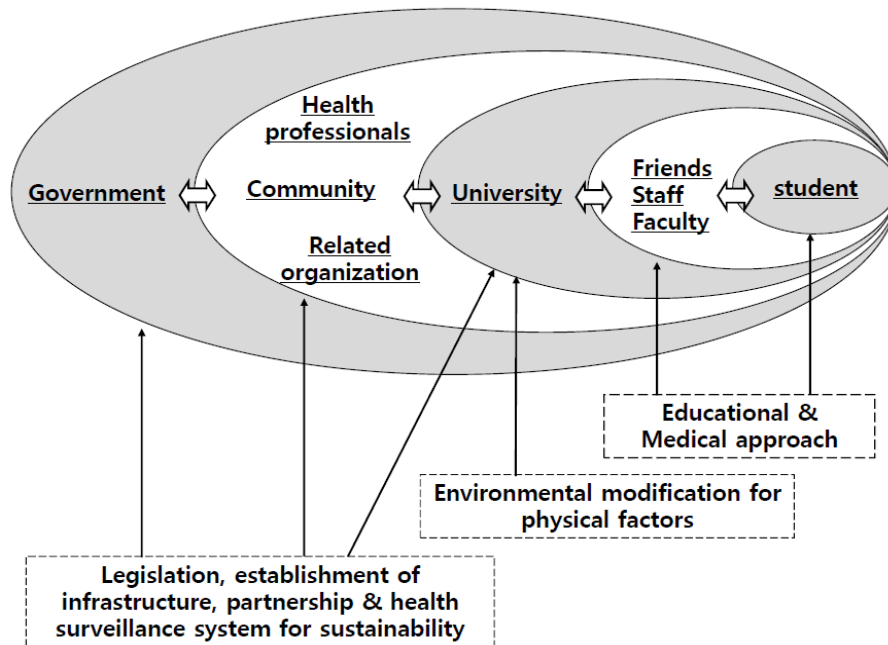 Health
professionals
Government
Community
University
Friends
Staff
Faculty
student
Related
organization
Educational &
Medical approach
Environmental modification for
physical factors
Legislation, establishment of
infrastructure, partnership & health
surveillance system for sustainability